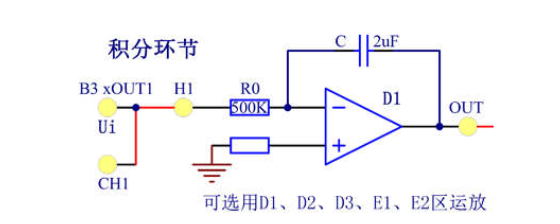 积分环节
C 2uF
B3 xOUT1 H1 R0
500K
D1
OUT
Ui
CH1
可选用D1、D2、D3、E1、E2区运放